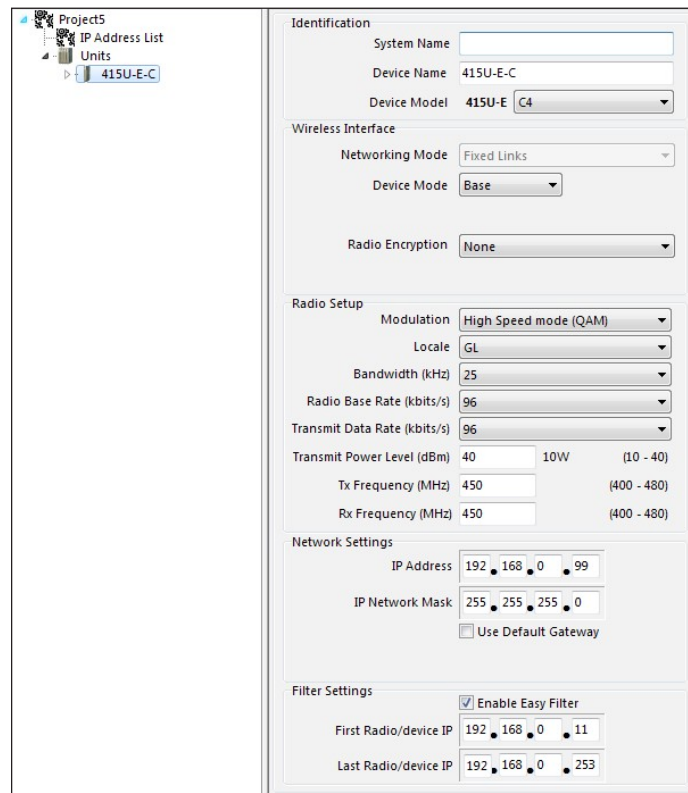 Project5
IP Address List
Units
415U-E-C
Identification
System Name
Device Name 415U-E-C
Device Model 415U-E C4
Wireless Interface
Networking Mode Fixed Links
Device Mode Base
Radio Encryption None
Radio Setup
Modulation High Speed mode (QAM)
Locale GL
Bandwidth (kHz) 25
Radio Base Rate (kbits/s) 96
Transmit Data Rate (kbits/s) 96
Transmit Power Level (dBm) 40 10W (10 - 40)
Tx Frequency (MHz) 450 (400 - 480)
Rx Frequency (MHz) 450 (400 - 480)
Network Settings
IP Address 192.168.0.99
IP Network Mask 255.255.255.0
Use Default Gateway
Filter Settings
Enable Easy Filter
First Radio/device IP 192.168.0.11
Last Radio/device IP 192.168.0.253